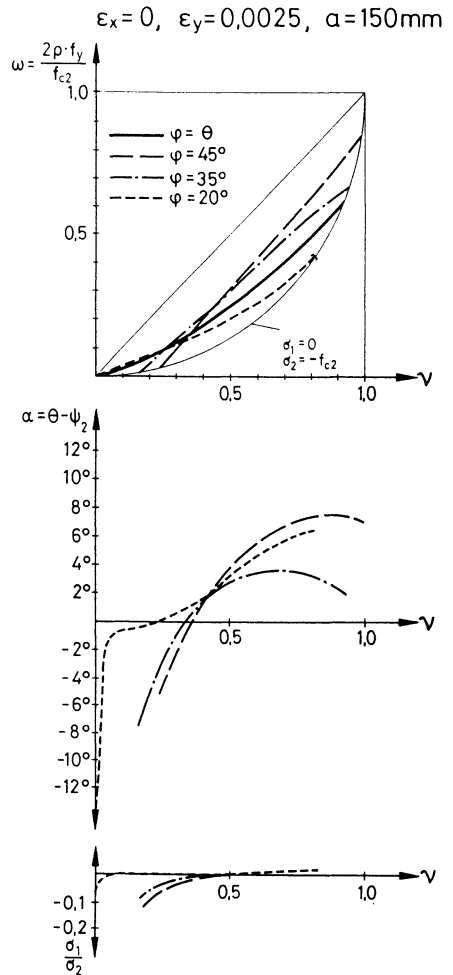 εx=0, εy=0,0025, a=150mm
ω=2ρ·fy/fc2
1,0
φ=θ
φ=45°
φ=35°
φ=20°
0,5
σ1=0
σ2=-fc2
0,5 1,0 ν
α=θ-ψ2
12°
10°
8°
6°
4°
2°
0,5 1,0 ν
-2°
-4°
-6°
-8°
-10°
-12°
0,5 1,0 ν
-0,1
-0,2
σ1/σ2